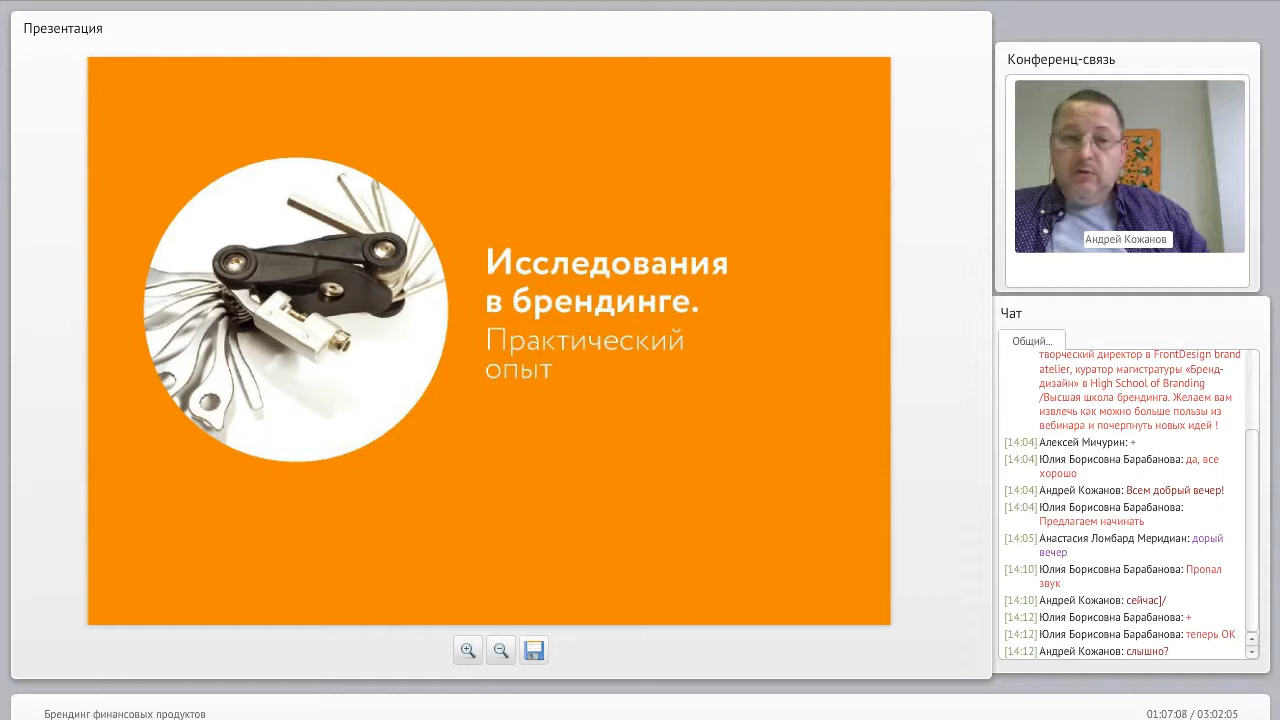 Презентация
Исследования
в брендинге.
Практический
опыт
Конференц-связь
Андрей Кожанов
Чат
Общий...
творческий директор в FrontDesign brand
atelier, куратор магистратуры «Бренд-
дизайн» в High School of Branding
/Высшая школа брендинга. Желаем вам
извлечь как можно больше пользы из
вебинара и почерпнуть новых идей !
[14:04] Алексей Мичурин: +
[14:04] Юлия Борисовна Барабанова: да, все
хорошо
[14:04] Андрей Кожанов: Всем добрый вечер!
[14:04] Юлия Борисовна Барабанова:
Предлагаем начинать
[14:05] Анастасия Ломбард Меридиан: дорый
вечер
[14:10] Юлия Борисовна Барабанова: Пропал
звук
[14:10] Андрей Кожанов: сейчас]/
[14:12] Юлия Борисовна Барабанова: +
[14:12] Юлия Борисовна Барабанова: теперь ОК
[14:12] Андрей Кожанов: слышно?
Брендинг финансовых продуктов
01:07:08 / 03:02:05